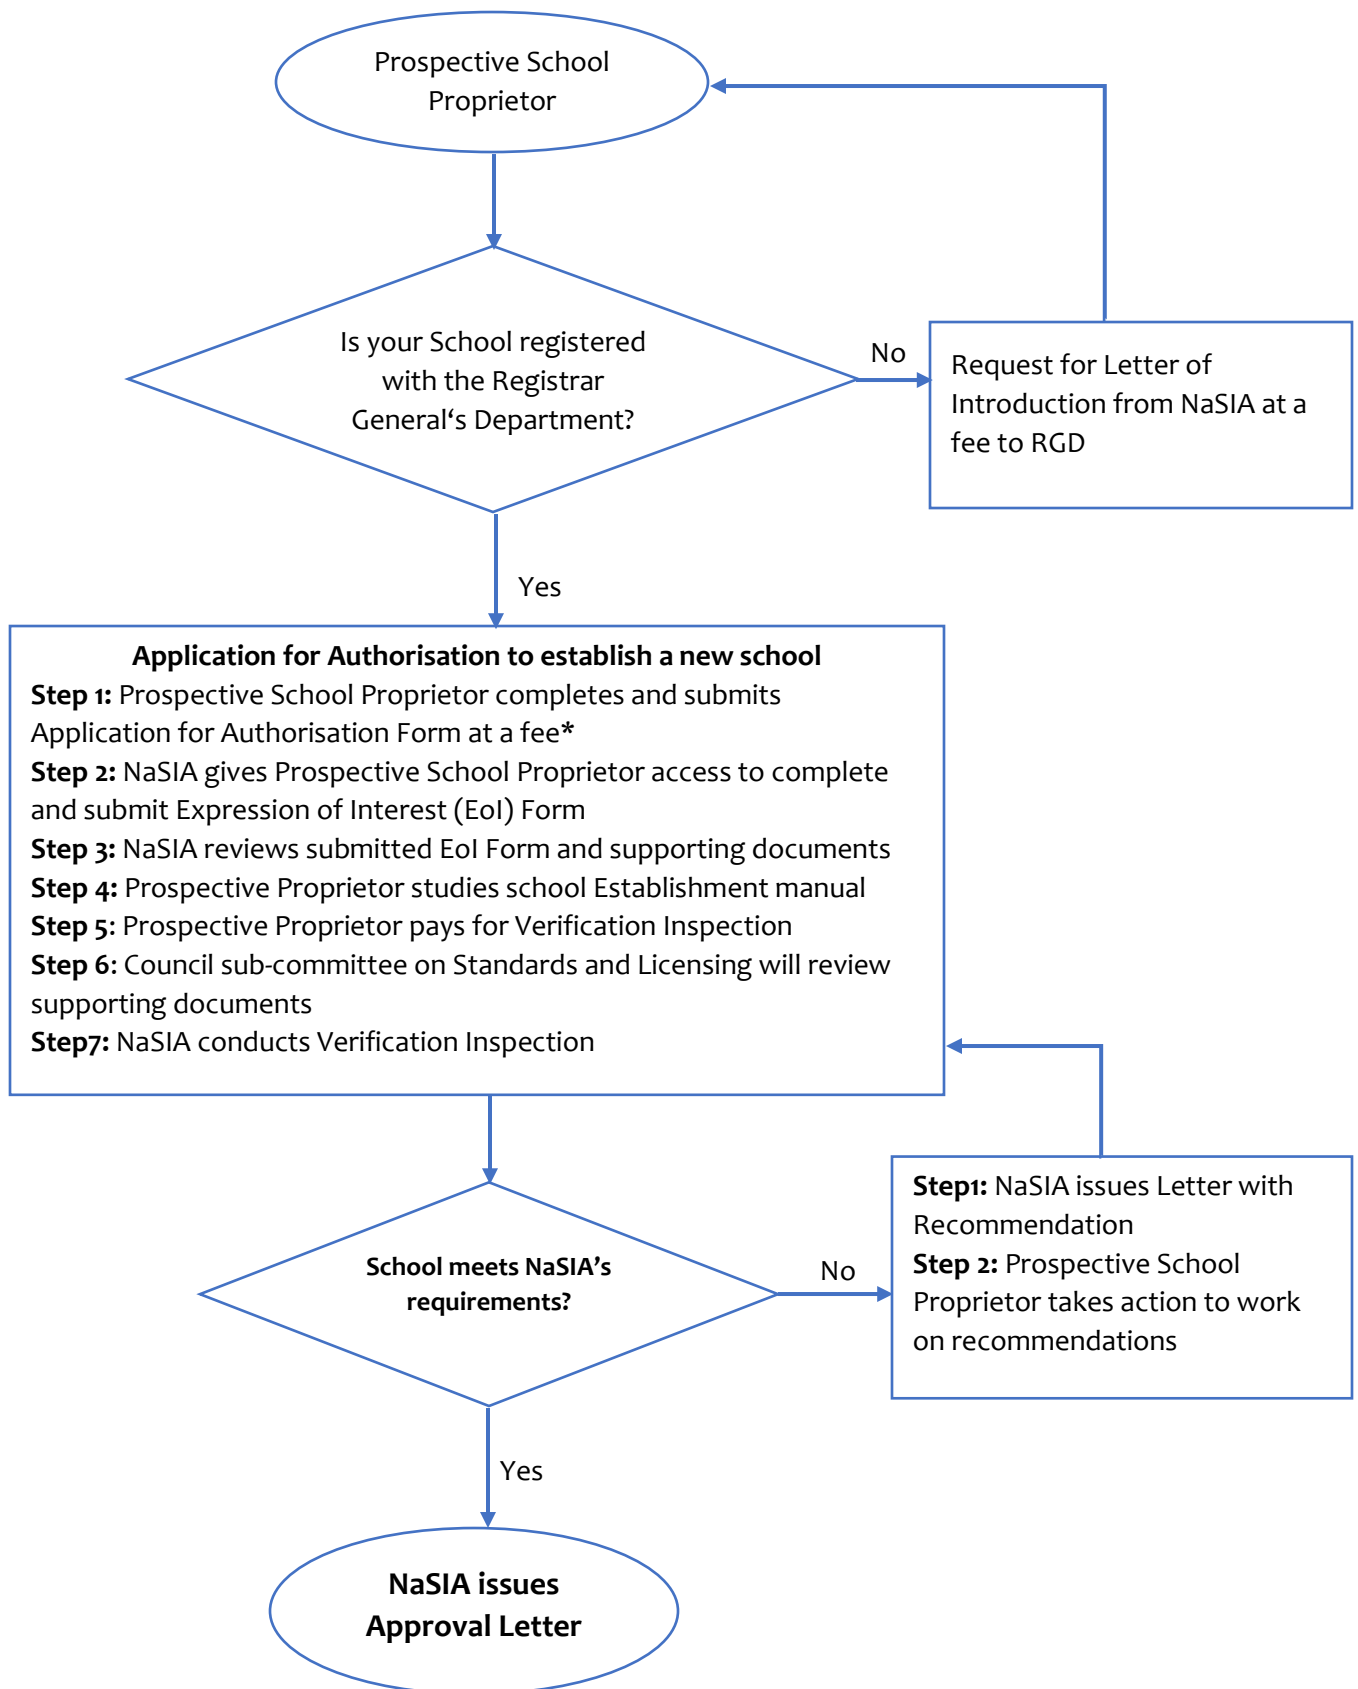 Prospective School
Proprietor
Is your School registered
with the Registrar
General‘s Department?
No
Request for Letter of
Introduction from NaSIA at a
fee to RGD
Yes
Application for Authorisation to establish a new school
Step 1: Prospective School Proprietor completes and submits
Application for Authorisation Form at a fee*
Step 2: NaSIA gives Prospective School Proprietor access to complete
and submit Expression of Interest (EoI) Form
Step 3: NaSIA reviews submitted EoI Form and supporting documents
Step 4: Prospective Proprietor studies school Establishment manual
Step 5: Prospective Proprietor pays for Verification Inspection
Step 6: Council sub-committee on Standards and Licensing will review
supporting documents
Step7: NaSIA conducts Verification Inspection
School meets NaSIA’s
requirements?
No
Step1: NaSIA issues Letter with
Recommendation
Step 2: Prospective School
Proprietor takes action to work
on recommendations
Yes
NaSIA issues
Approval Letter